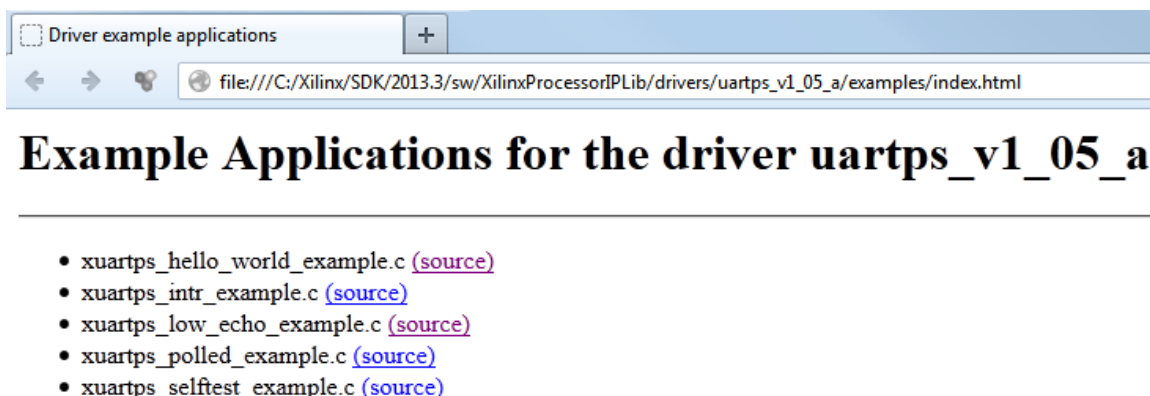 Driver example applications
file:///C:/Xilinx/SDK/2013.3/sw/XilinxProcessorIPLib/drivers/uartps_v1_05_a/examples/index.html
Example Applications for the driver uartps_v1_05_a
xuartps_hello_world_example.c (source)
xuartps_intr_example.c (source)
xuartps_low_echo_example.c (source)
xuartps_polled_example.c (source)
xuartps_selftest_example.c (source)